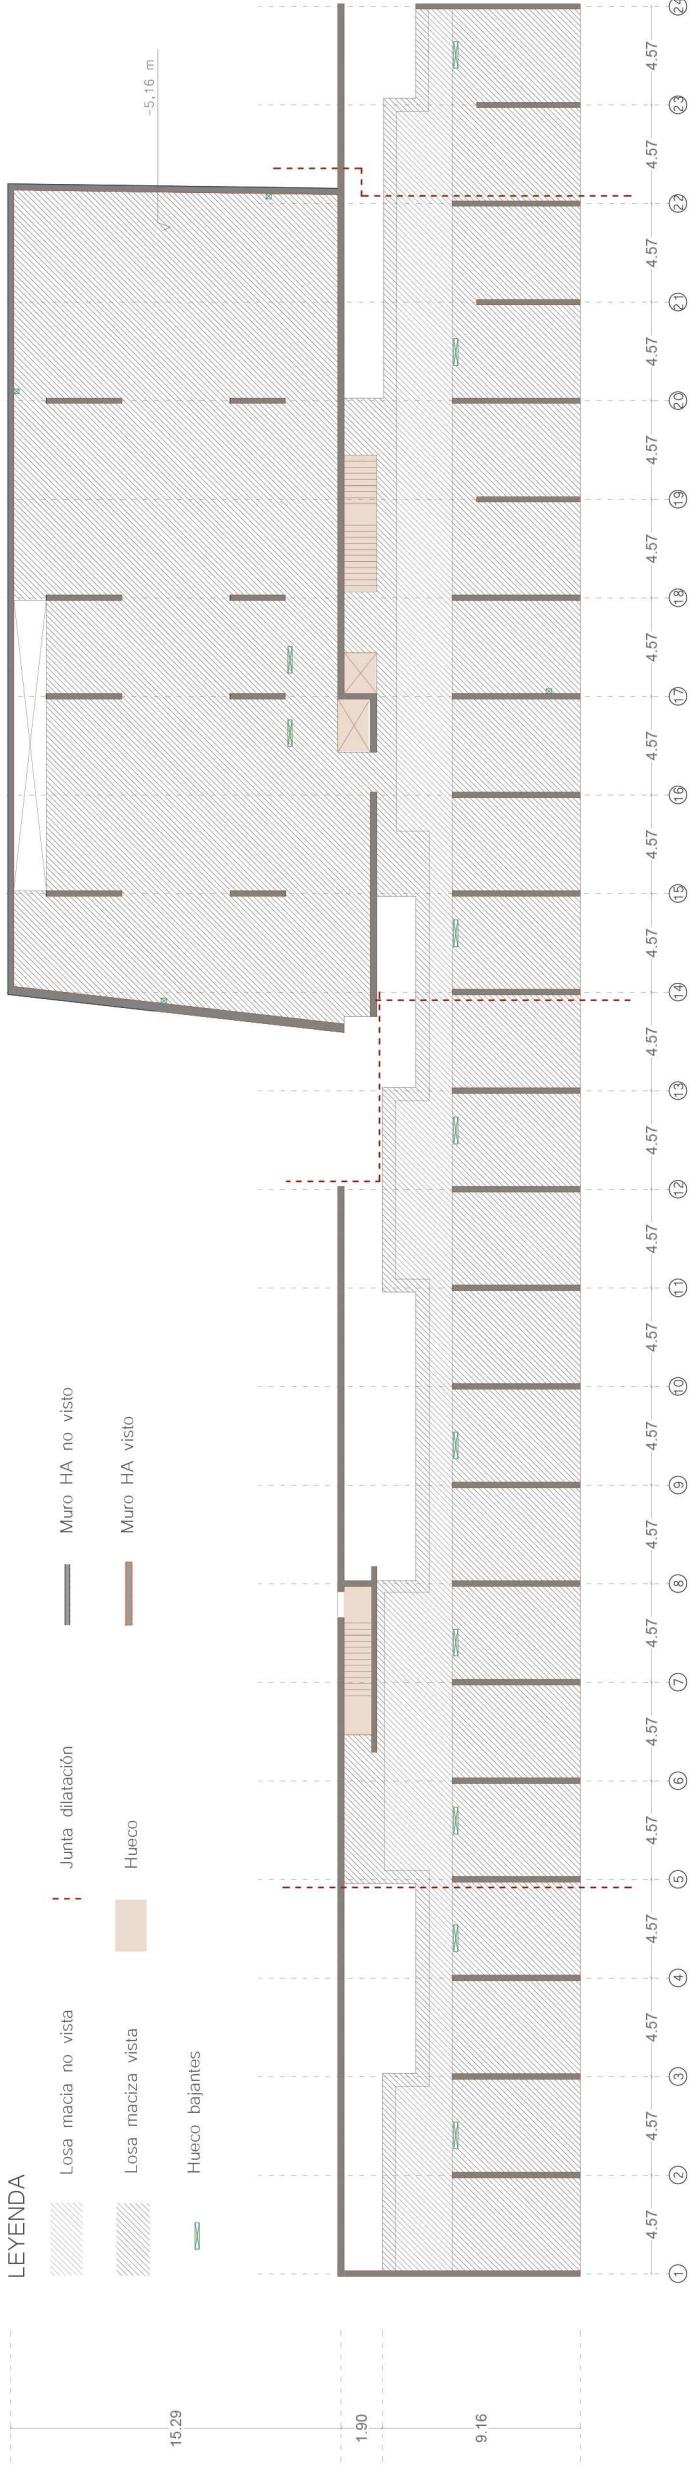 LEYENDA
Losa macia no vista
Losa maciza vista
Hueco bajantes
Junta dilatación
Hueco
Muro HA no visto
Muro HA visto
-5,16 m
15.29
1.90
9.16
4.57 4.57 4.57 4.57 4.57 4.57 4.57 4.57 4.57 4.57 4.57 4.57 4.57 4.57 4.57 4.57 4.57 4.57 4.57 4.57 4.57 4.57 4.57
1 2 3 4 5 6 7 8 9 10 11 12 13 14 15 16 17 18 19 20 21 22 23 24